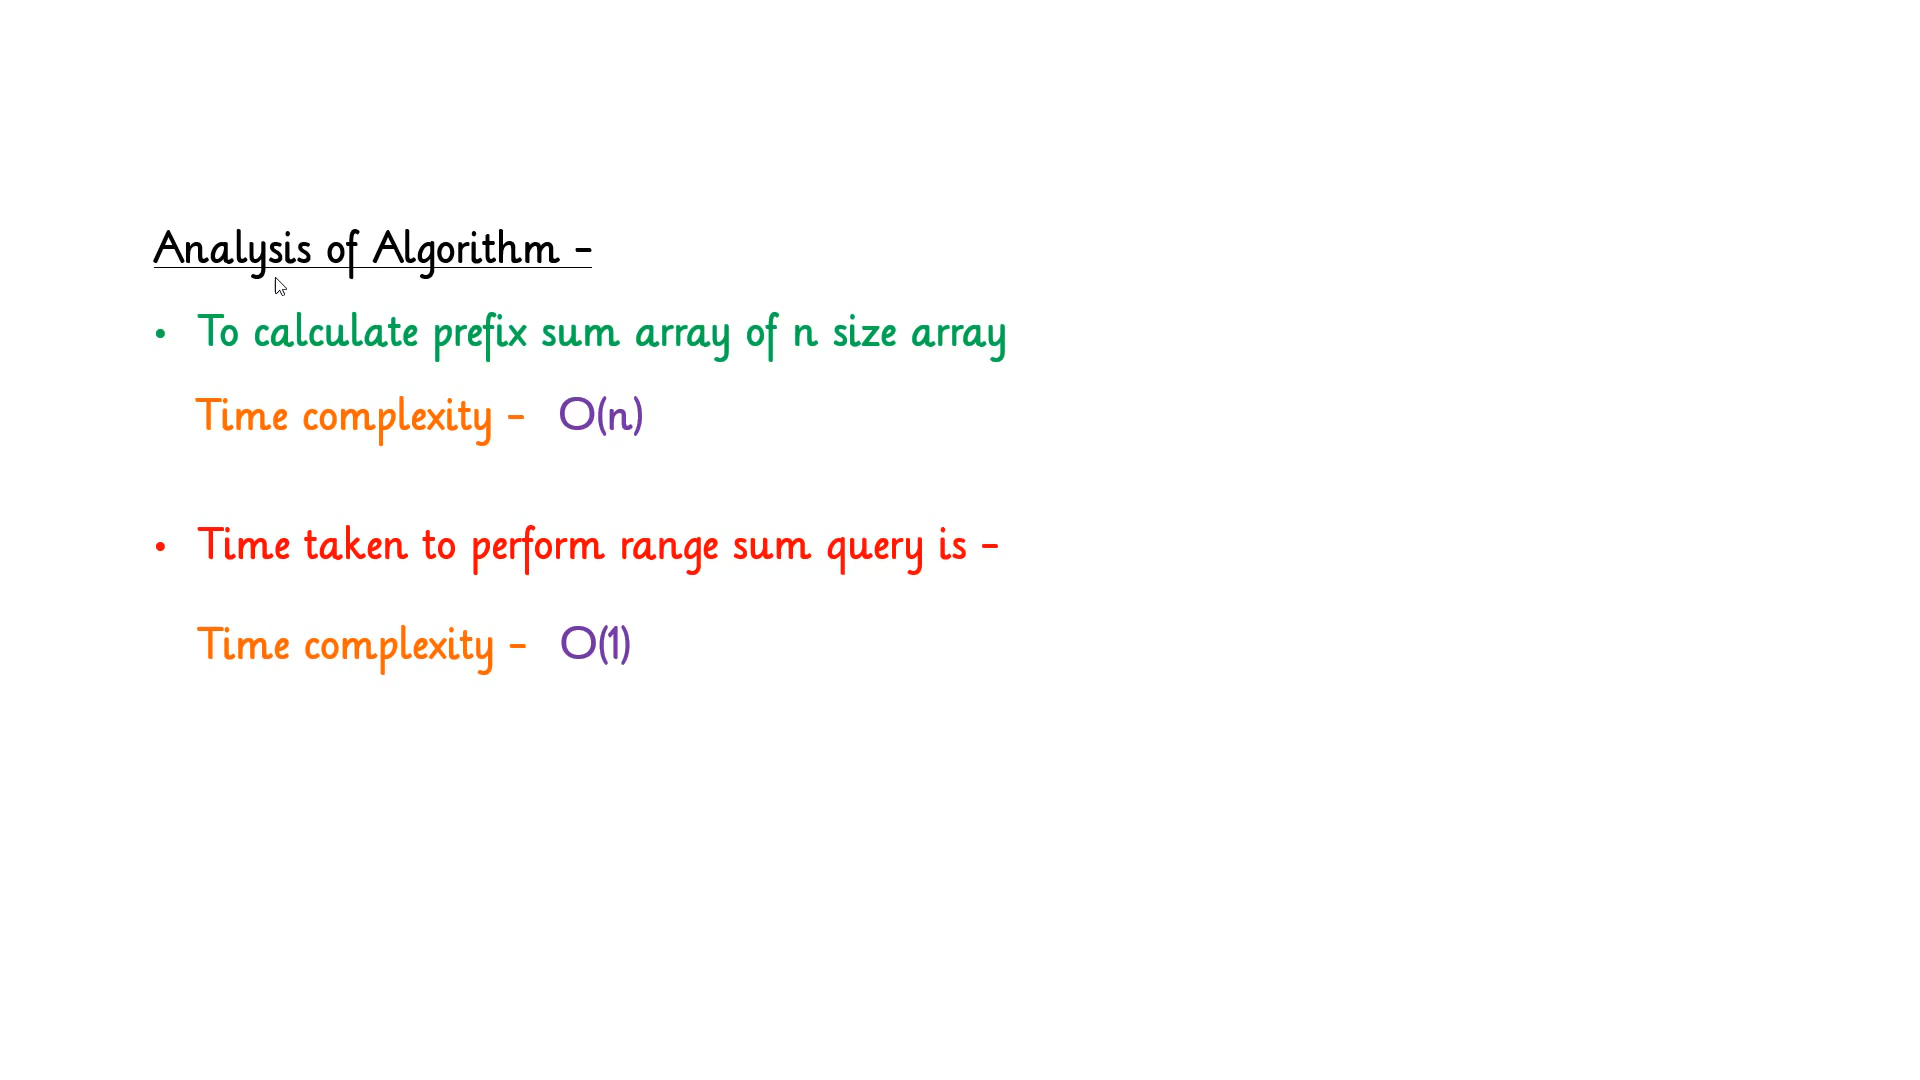 Analysis of Algorithm -
• To calculate prefix sum array of n size array
Time complexity - O(n)
• Time taken to perform range sum query is -
Time complexity - O(1)